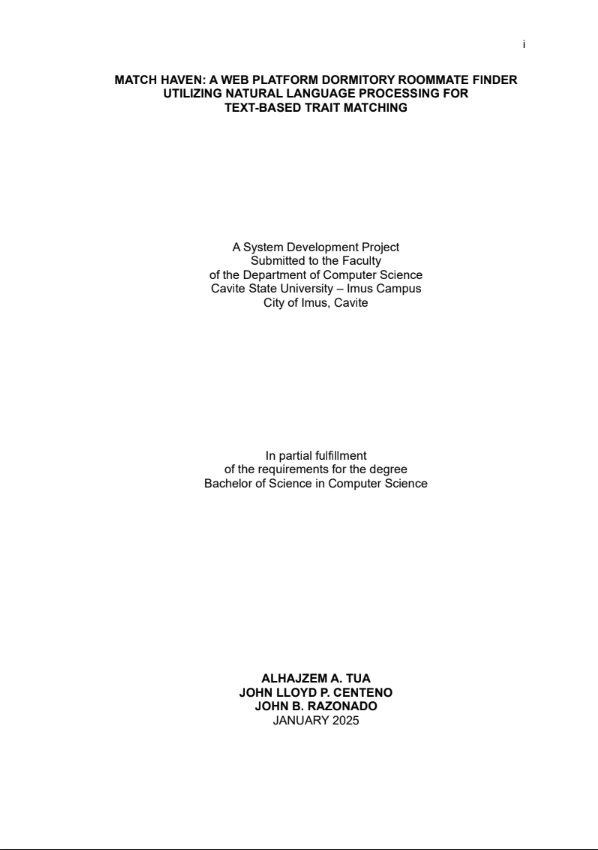 i
MATCH HAVEN: A WEB PLATFORM DORMITORY ROOMMATE FINDER
UTILIZING NATURAL LANGUAGE PROCESSING FOR
TEXT-BASED TRAIT MATCHING
A System Development Project
Submitted to the Faculty
of the Department of Computer Science
Cavite State University – Imus Campus
City of Imus, Cavite
In partial fulfillment
of the requirements for the degree
Bachelor of Science in Computer Science
ALHAJZEM A. TUA
JOHN LLOYD P. CENTENO
JOHN B. RAZONADO
JANUARY 2025